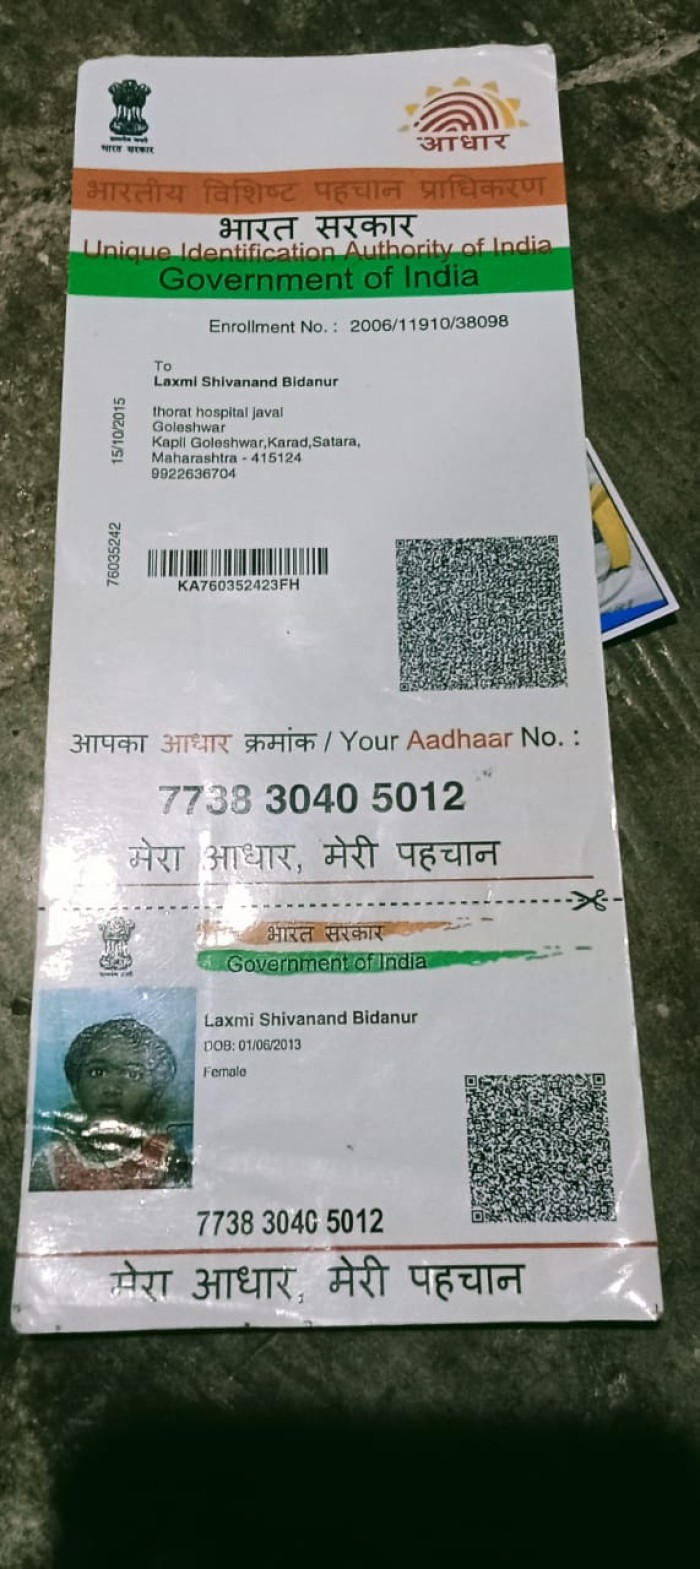 भारत सरकार
आधार
भारतीय विशिष्ट पहचान प्राधिकरण
भारत सरकार
Unique Identification Authority of India
Government of India
Enrollment No. : 2006/11910/38098
To
Laxmi Shivanand Bidanur
thorat hospital javal
Goleshwar
Kapil Goleshwar,Karad,Satara,
Maharashtra - 415124
9922636704
15/10/2015
76035242
KA760352423FH
आपका आधार क्रमांक / Your Aadhaar No. :
7738 3040 5012
मेरा आधार, मेरी पहचान
भारत सरकार
Government of India
Laxmi Shivanand Bidanur
DOB: 01/06/2013
Female
7738 3040 5012
मेरा आधार, मेरी पहचान